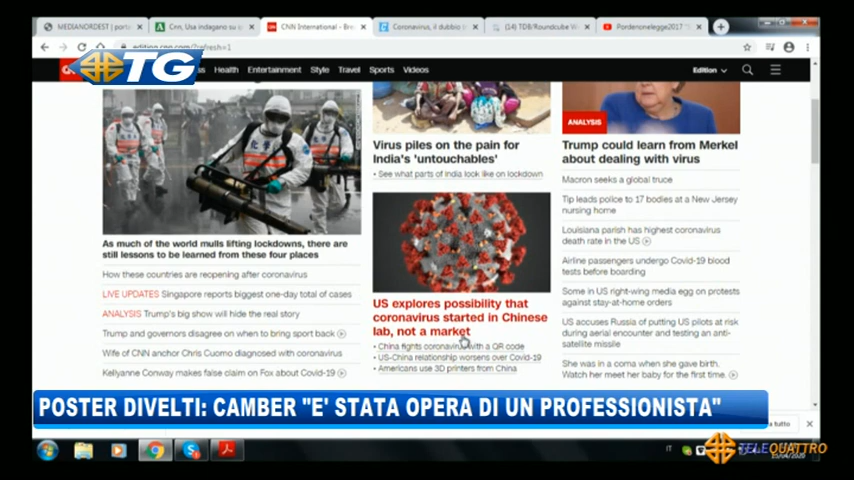 MEDIANORDEST | porta
Cnn, Usa indagano su q
CNN International - Bre
Coronavirus, il dubbio
(14) TDB/Roundcube W
Pordenonelegge2017 "I
edition.cnn.com/?refresh=1
TG
Health Entertainment Style Travel Sports Videos
Edition
As much of the world mulls lifting lockdowns, there are
still lessons to be learned from these four places
How these countries are reopening after coronavirus
LIVE UPDATES Singapore reports biggest one-day total of cases
ANALYSIS Trump's big show will hide the real story
Trump and governors disagree on when to bring sport back
Wife of CNN anchor Chris Cuomo diagnosed with coronavirus
Kellyanne Conway makes false claim on Fox about Covid-19
Virus piles on the pain for
India's 'untouchables'
See what parts of India look like on lockdown
US explores possibility that
coronavirus started in Chinese
lab, not a market
China fights coronavirus with a QR code
US-China relationship worsens over Covid-19
Americans use 3D printers from China
ANALYSIS
Trump could learn from Merkel
about dealing with virus
Macron seeks a global truce
Tip leads police to 17 bodies at a New Jersey
nursing home
Louisiana parish has highest coronavirus
death rate in the US
Airline passengers undergo Covid-19 blood
tests before boarding
Some in US right-wing media egg on protests
against stay-at-home orders
US accuses Russia of putting US pilots at risk
during aerial encounter and testing an anti-
satellite missile
She was in a coma when she gave birth.
Watch her meet her baby for the first time.
POSTER DIVELTI: CAMBER "E' STATA OPERA DI UN PROFESSIONISTA"
a tutto
IT
TELEQUATTRO